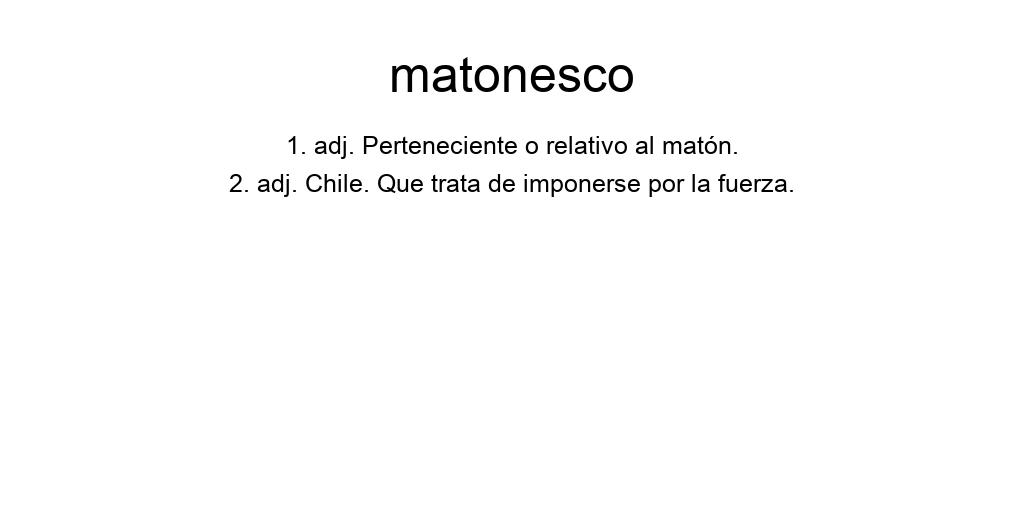 matonesco
1. adj. Perteneciente o relativo al matón.
2. adj. Chile. Que trata de imponerse por la fuerza.